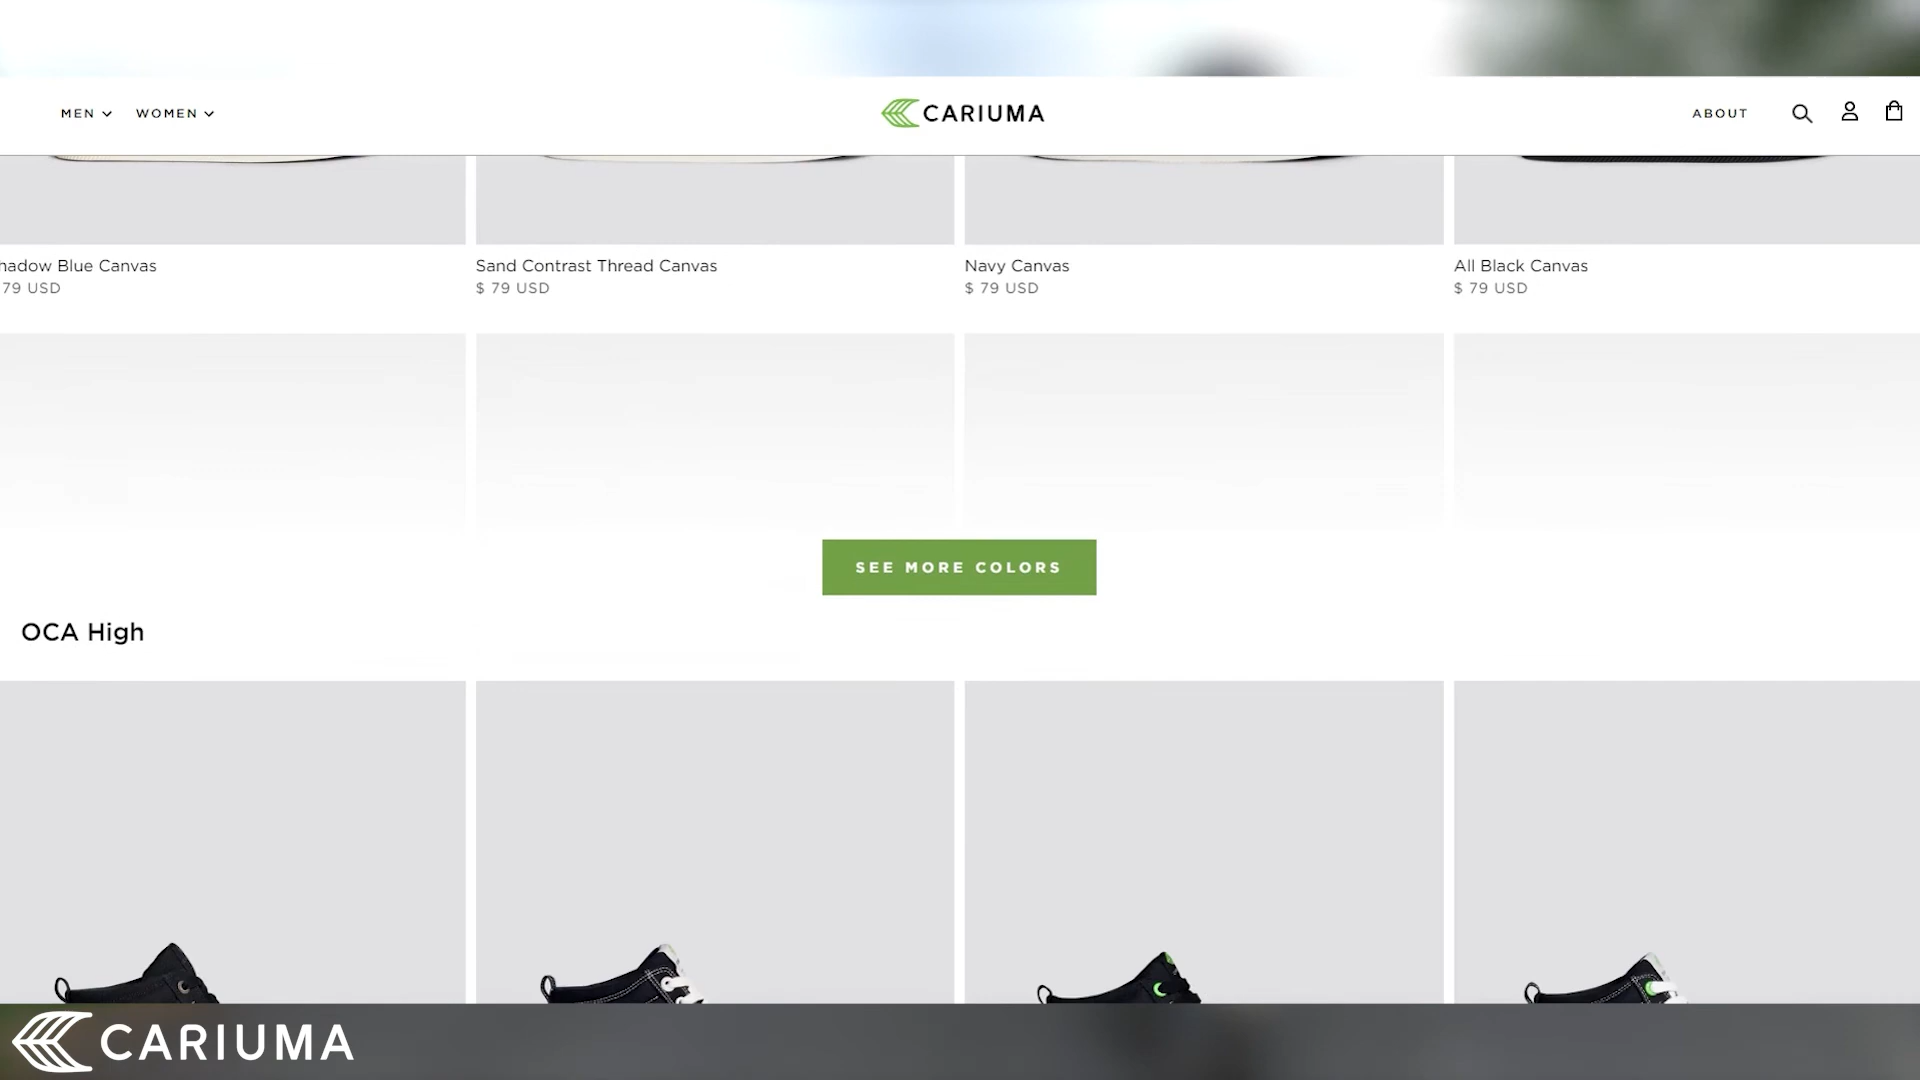 MEN WOMEN CARIUMA ABOUT
hadow Blue Canvas
79 USD
Sand Contrast Thread Canvas
$ 79 USD
Navy Canvas
$ 79 USD
All Black Canvas
$ 79 USD
SEE MORE COLORS
OCA High
CARIUMA